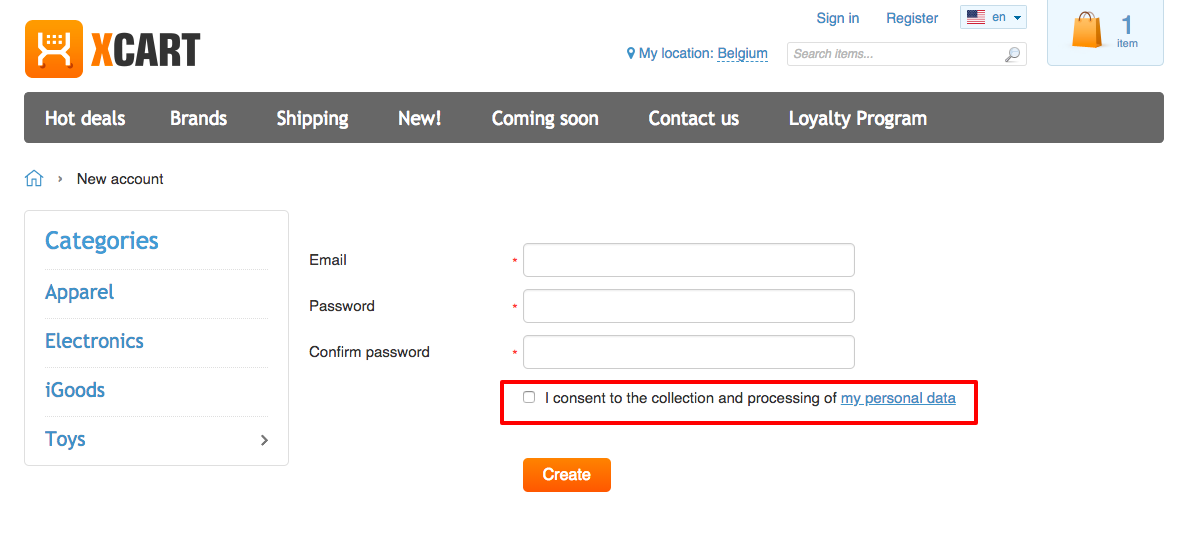 Sign in Register en
1
item
XCART
My location: Belgium Search items...
Hot deals Brands Shipping New! Coming soon Contact us Loyalty Program
› New account
Categories
Apparel
Electronics
iGoods
Toys
Email *
Password *
Confirm password *
I consent to the collection and processing of my personal data
Create